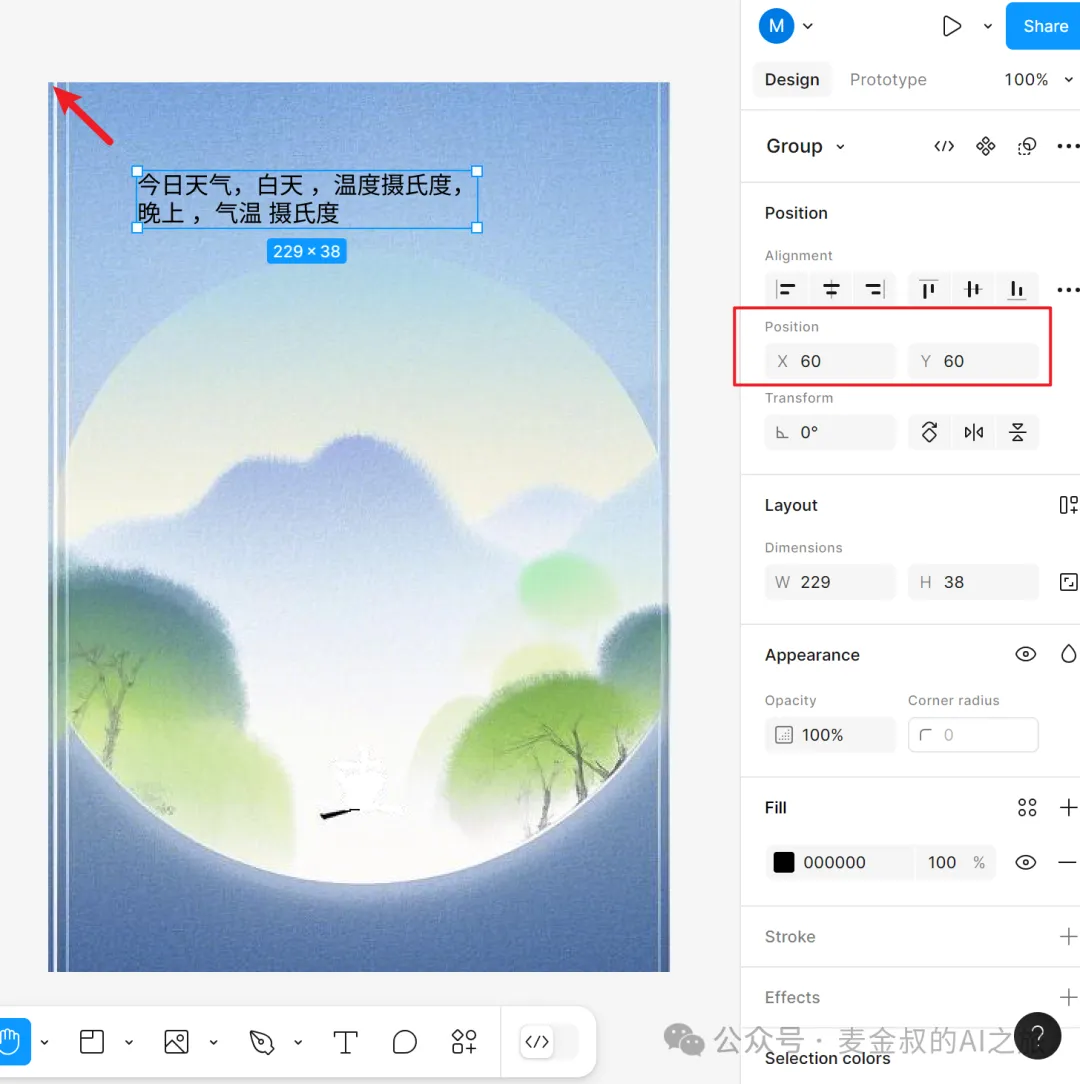 M
Share
Design Prototype 100%
Group
Position
今日天气，白天 ，温度摄氏度，
晚上 ，气温 摄氏度
229 × 38
Alignment
Position
X 60 Y 60
Transform
0°
Layout
Dimensions
W 229 H 38
Appearance
Opacity Corner radius
100% 0
Fill
000000 100 %
Stroke
Effects
公众号 · 麦金叔的AI之旅
?
Selection colors